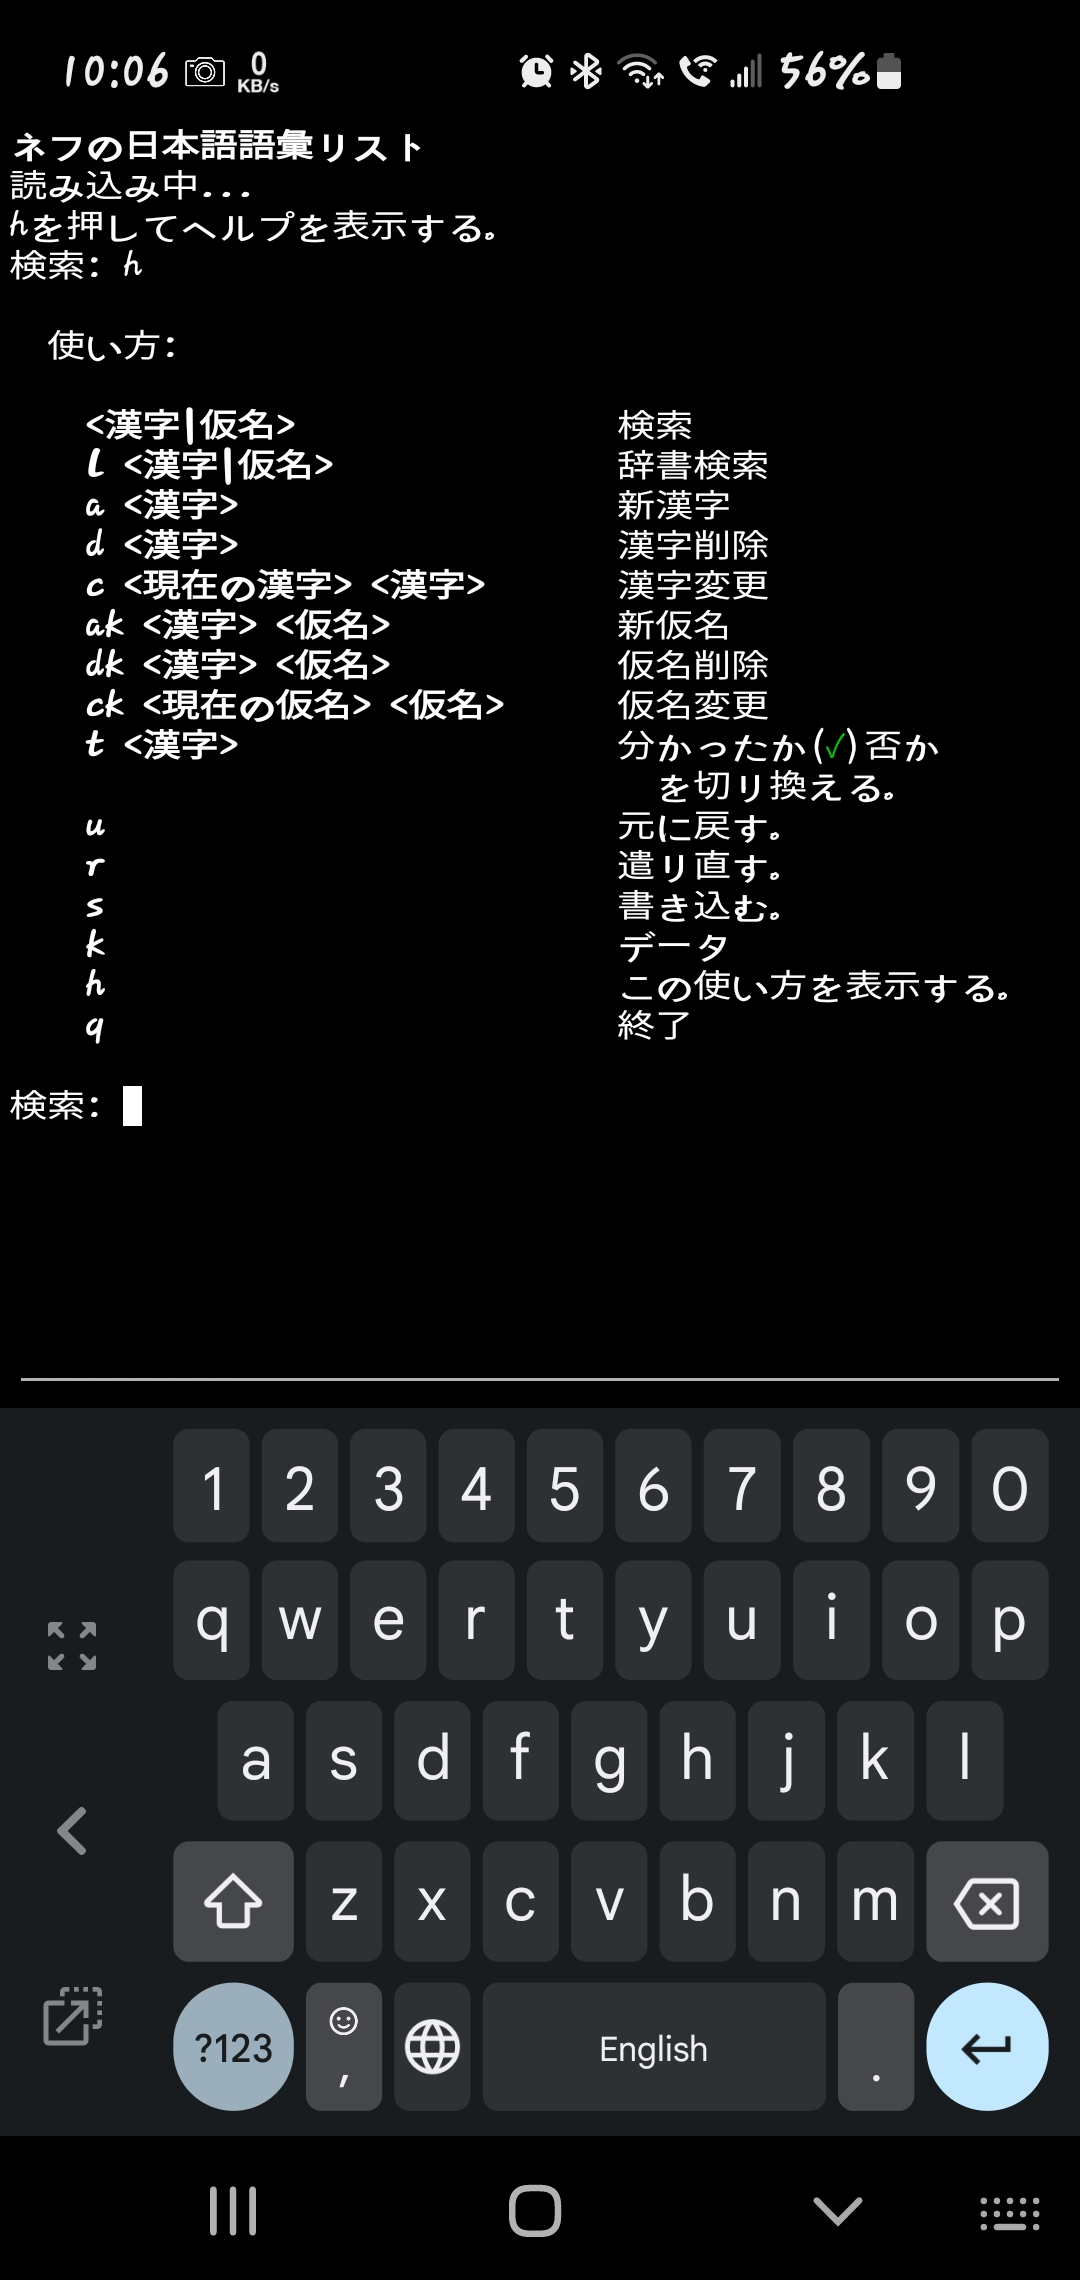 10:06 0 KB/s 56%
ネフの日本語語彙リスト
読み込み中...
hを押してヘルプを表示する。
検索: h
使い方:
<漢字|仮名> 検索
l <漢字|仮名> 辞書検索
a <漢字> 新漢字
d <漢字> 漢字削除
c <現在の漢字> <漢字> 漢字変更
ak <漢字> <仮名> 新仮名
dk <漢字> <仮名> 仮名削除
ck <現在の仮名> <仮名> 仮名変更
t <漢字> 分かったか(✓)否か
を切り換える。
u 元に戻す。
r 遣り直す。
s 書き込む。
k データ
h この使い方を表示する。
q 終了
検索:
1 2 3 4 5 6 7 8 9 0
q w e r t y u i o p
a s d f g h j k l
z x c v b n m
?123 , English .